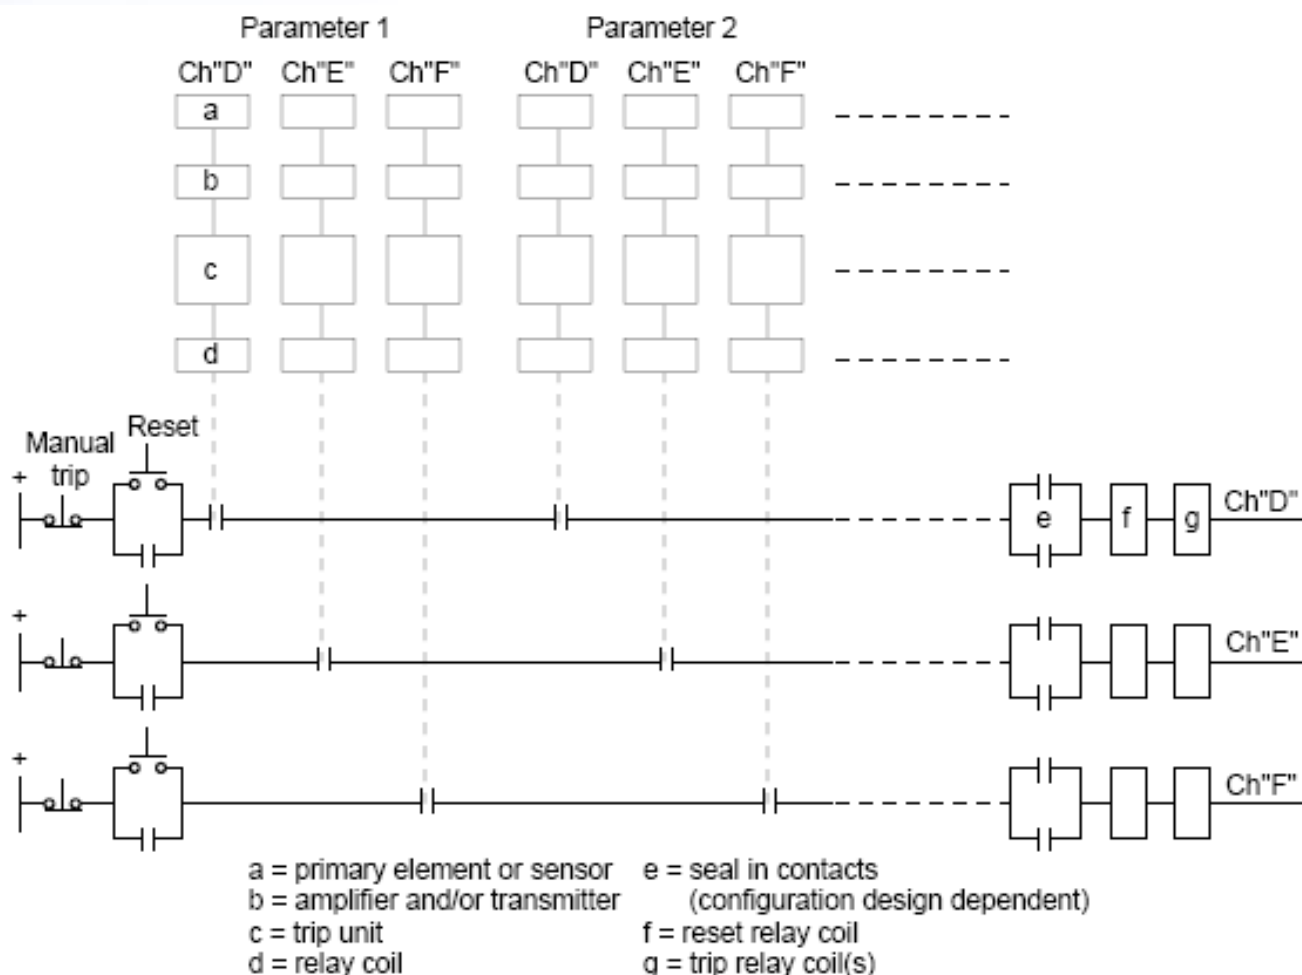 Parameter 1 Parameter 2
Ch"D" Ch"E" Ch"F" Ch"D" Ch"E" Ch"F"
a
b
c
d
Reset
Manual
trip
+
e f g Ch"D"
+
Ch"E"
+
Ch"F"
a = primary element or sensor e = seal in contacts
b = amplifier and/or transmitter (configuration design dependent)
c = trip unit f = reset relay coil
d = relay coil g = trip relay coil(s)